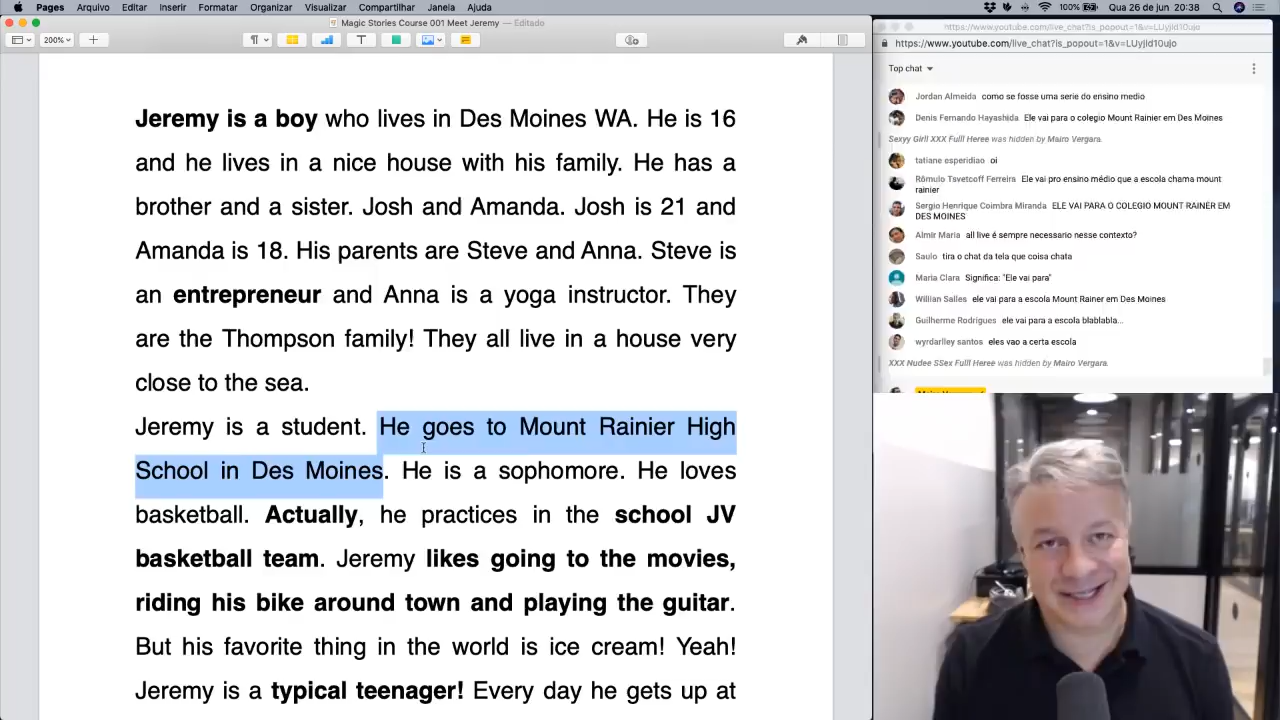 Pages Arquivo Editar Inserir Formatar Organizar Visualizar Compartilhar Janela Ajuda 100% Qua 26 de jun 20:38
Magic Stories Course 001 Meet Jeremy — Editado
200%
Jeremy is a boy who lives in Des Moines WA. He is 16
and he lives in a nice house with his family. He has a
brother and a sister. Josh and Amanda. Josh is 21 and
Amanda is 18. His parents are Steve and Anna. Steve is
an entrepreneur and Anna is a yoga instructor. They
are the Thompson family! They all live in a house very
close to the sea.
Jeremy is a student. He goes to Mount Rainier High
School in Des Moines. He is a sophomore. He loves
basketball. Actually, he practices in the school JV
basketball team. Jeremy likes going to the movies,
riding his bike around town and playing the guitar.
But his favorite thing in the world is ice cream! Yeah!
Jeremy is a typical teenager! Every day he gets up at
https://www.youtube.com/live_chat?is_popout=1&v=LUyjId10ujo
https://www.youtube.com/live_chat?is_popout=1&v=LUyjId10ujo
Top chat
Jordan Almeida como se fosse uma serie do ensino medio
Denis Fernando Hayashida Ele vai para o colegio Mount Rainier em Des Moines
Sexyy Girll XXX Fulll Heree was hidden by Mairo Vergara.
tatiane esperidiao oi
Rômulo Tsvetcoff Ferreira Ele vai pro ensino médio que a escola chama mount
rainier
Sergio Henrique Coimbra Miranda ELE VAI PARA O COLEGIO MOUNT RAINER EM
DES MOINES
Almir Maria all live é sempre necessario nesse contexto?
Saulo tira o chat da tela que coisa chata
Maria Clara Significa: "Ele vai para"
Willian Salles ele vai para a escola Mount Rainer em Des Moines
Guilherme Rodrigues ele vai para a escola blablabla...
wyrdarlley santos eles vao a certa escola
XXX Nudee SSex Fulll Heree was hidden by Mairo Vergara.